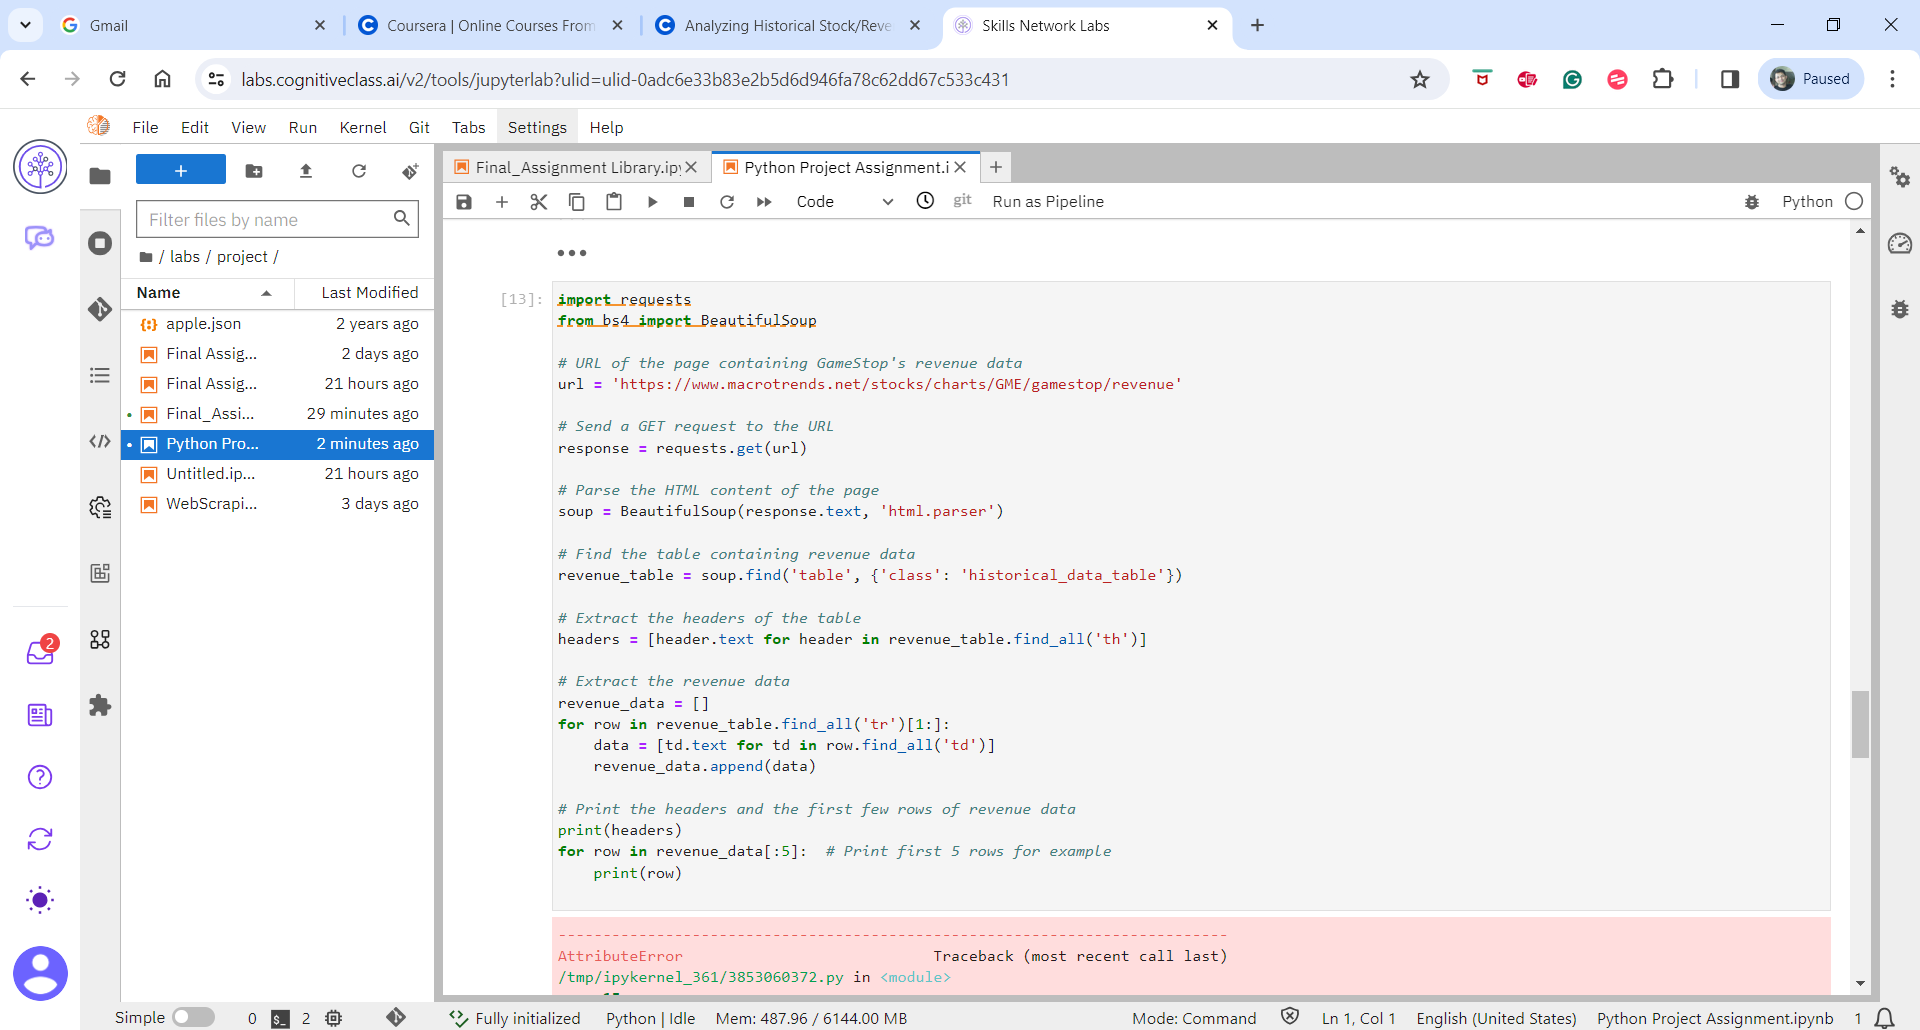 Gmail
Coursera | Online Courses From
Analyzing Historical Stock/Reve
Skills Network Labs
labs.cognitiveclass.ai/v2/tools/jupyterlab?ulid=ulid-0adc6e33b83e2b5d6d946fa78c62dd67c533c431
Paused
File Edit View Run Kernel Git Tabs Settings Help
Filter files by name
/ labs / project /
Name Last Modified
apple.json 2 years ago
Final Assig... 2 days ago
Final Assig... 21 hours ago
Final_Assi... 29 minutes ago
Python Pro... 2 minutes ago
Untitled.ip... 21 hours ago
WebScrapi... 3 days ago
2
Final_Assignment Library.ipy
Python Project Assignment.i
Code
git
Run as Pipeline
Python
[13]:
import requests
from bs4 import BeautifulSoup
# URL of the page containing GameStop's revenue data
url = 'https://www.macrotrends.net/stocks/charts/GME/gamestop/revenue'
# Send a GET request to the URL
response = requests.get(url)
# Parse the HTML content of the page
soup = BeautifulSoup(response.text, 'html.parser')
# Find the table containing revenue data
revenue_table = soup.find('table', {'class': 'historical_data_table'})
# Extract the headers of the table
headers = [header.text for header in revenue_table.find_all('th')]
# Extract the revenue data
revenue_data = []
for row in revenue_table.find_all('tr')[1:]:
    data = [td.text for td in row.find_all('td')]
    revenue_data.append(data)
# Print the headers and the first few rows of revenue data
print(headers)
for row in revenue_data[:5]:  # Print first 5 rows for example
    print(row)
---------------------------------------------------------------------------
AttributeError Traceback (most recent call last)
/tmp/ipykernel_361/3853060372.py in <module>
Simple 0 2 Fully initialized Python | Idle Mem: 487.96 / 6144.00 MB Mode: Command Ln 1, Col 1 English (United States) Python Project Assignment.ipynb 1